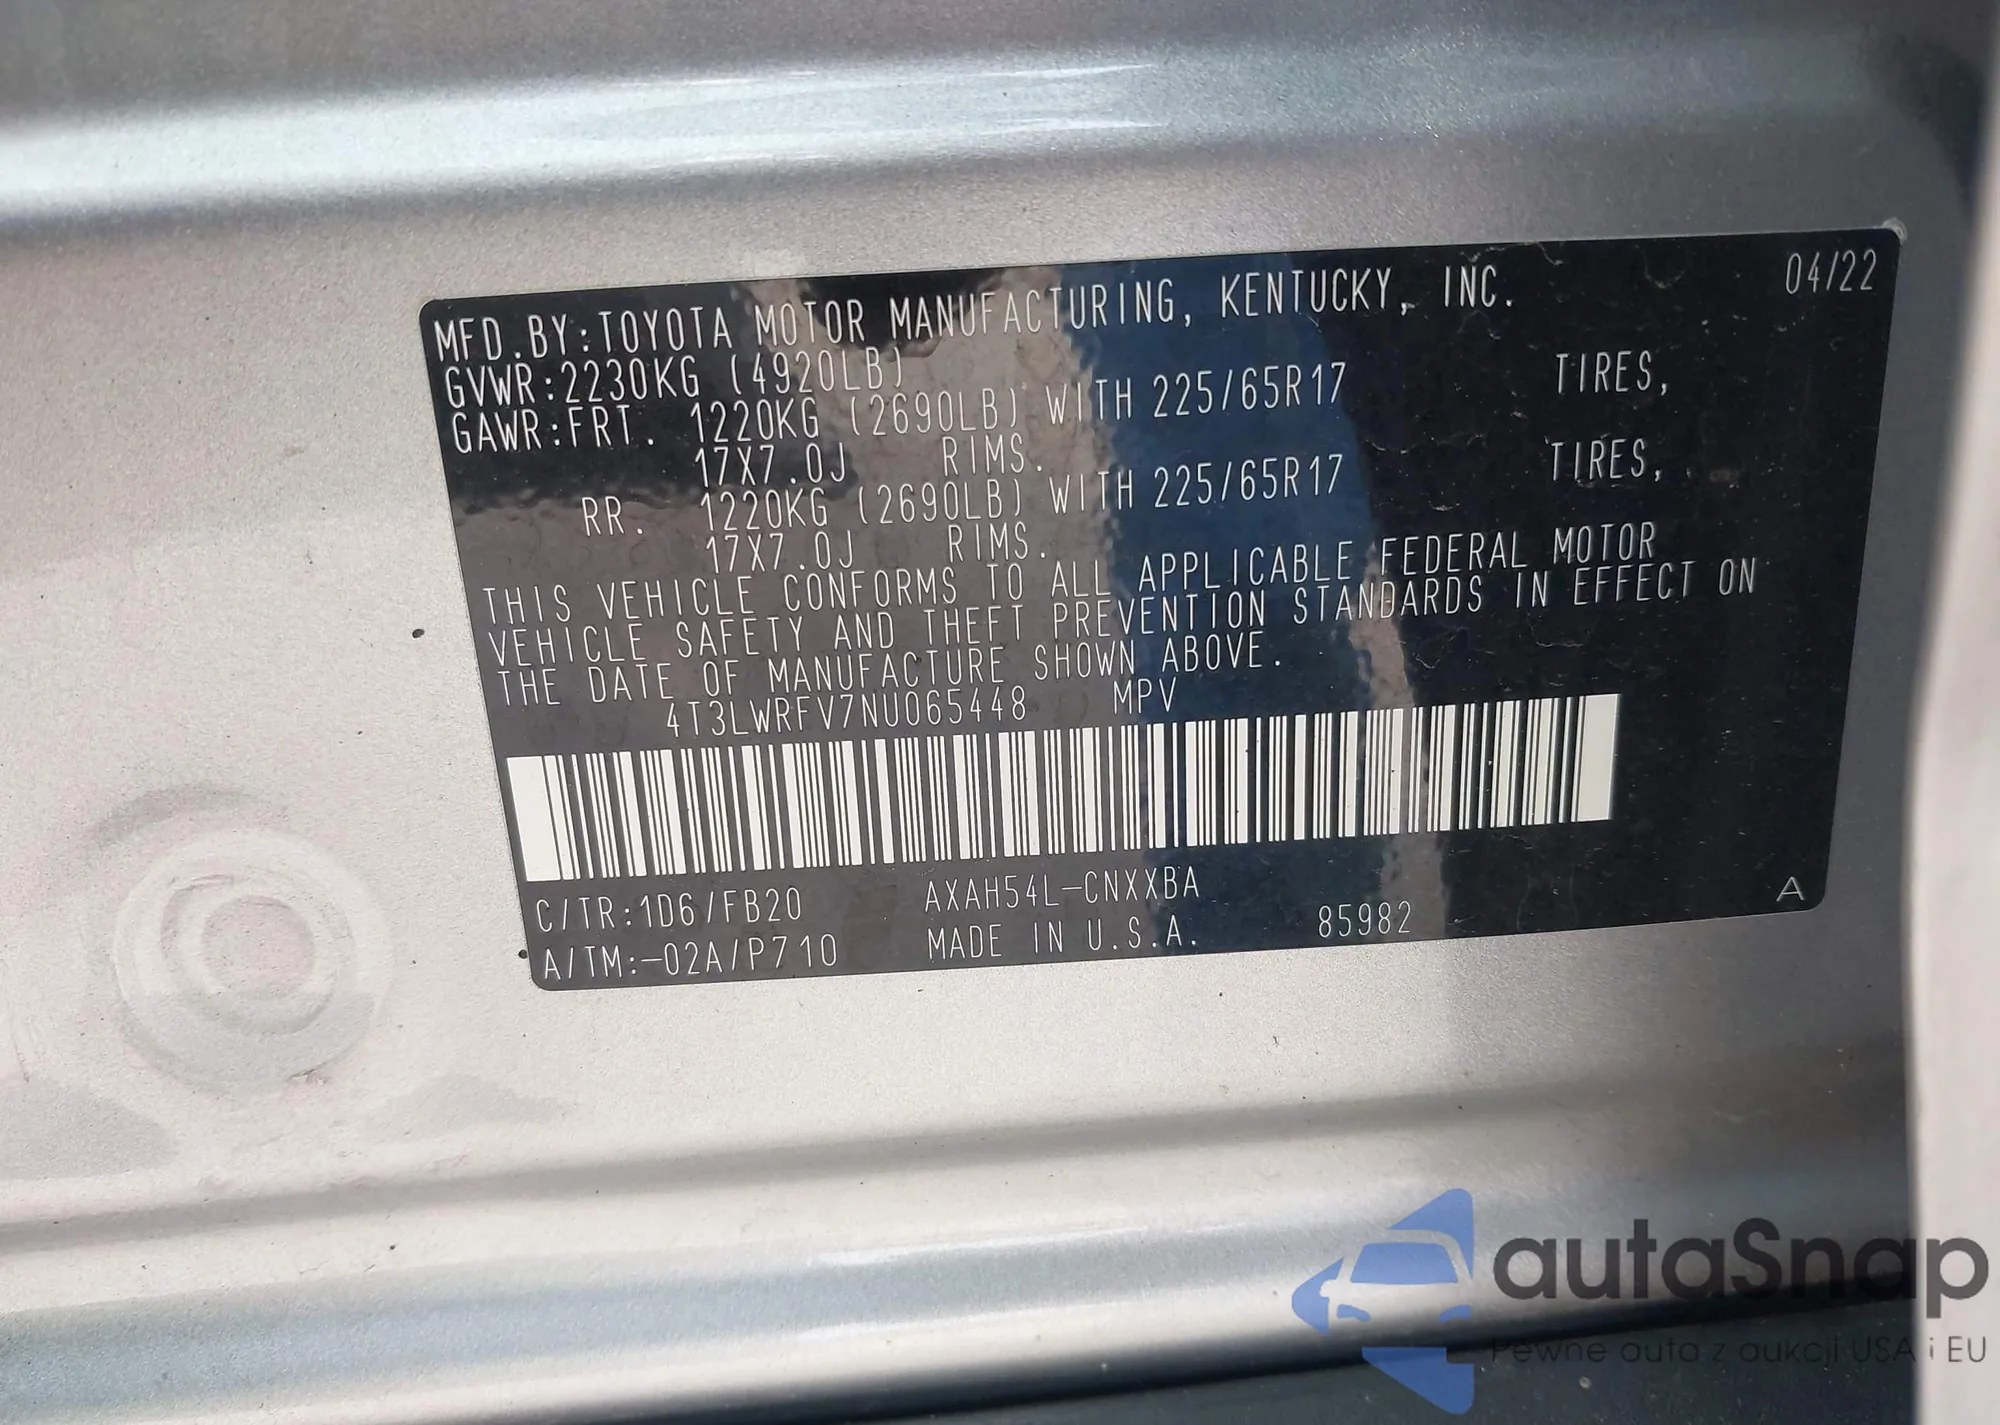 04/22
MFD.BY:TOYOTA MOTOR MANUFACTURING, KENTUCKY, INC.
GVWR:2230KG (4920LB)
GAWR:FRT. 1220KG (2690LB) WITH 225/65R17 TIRES,
17X7.0J RIMS.
RR. 1220KG (2690LB) WITH 225/65R17 TIRES,
17X7.0J RIMS.
THIS VEHICLE CONFORMS TO ALL APPLICABLE FEDERAL MOTOR
VEHICLE SAFETY AND THEFT PREVENTION STANDARDS IN EFFECT ON
THE DATE OF MANUFACTURE SHOWN ABOVE.
4T3LWRFV7NU065448 MPV
C/TR:1D6/FB20 AXAH54L-CNXXBA
A/TM:-02A/P710 MADE IN U.S.A. 85982 A
autaSnap
Pewne auta z aukcji USA i EU